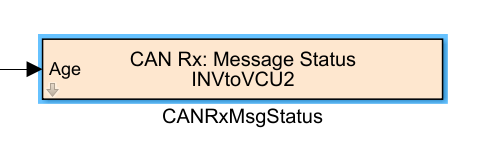 CAN Rx: Message Status
Age
INVtoVCU2
CANRxMsgStatus